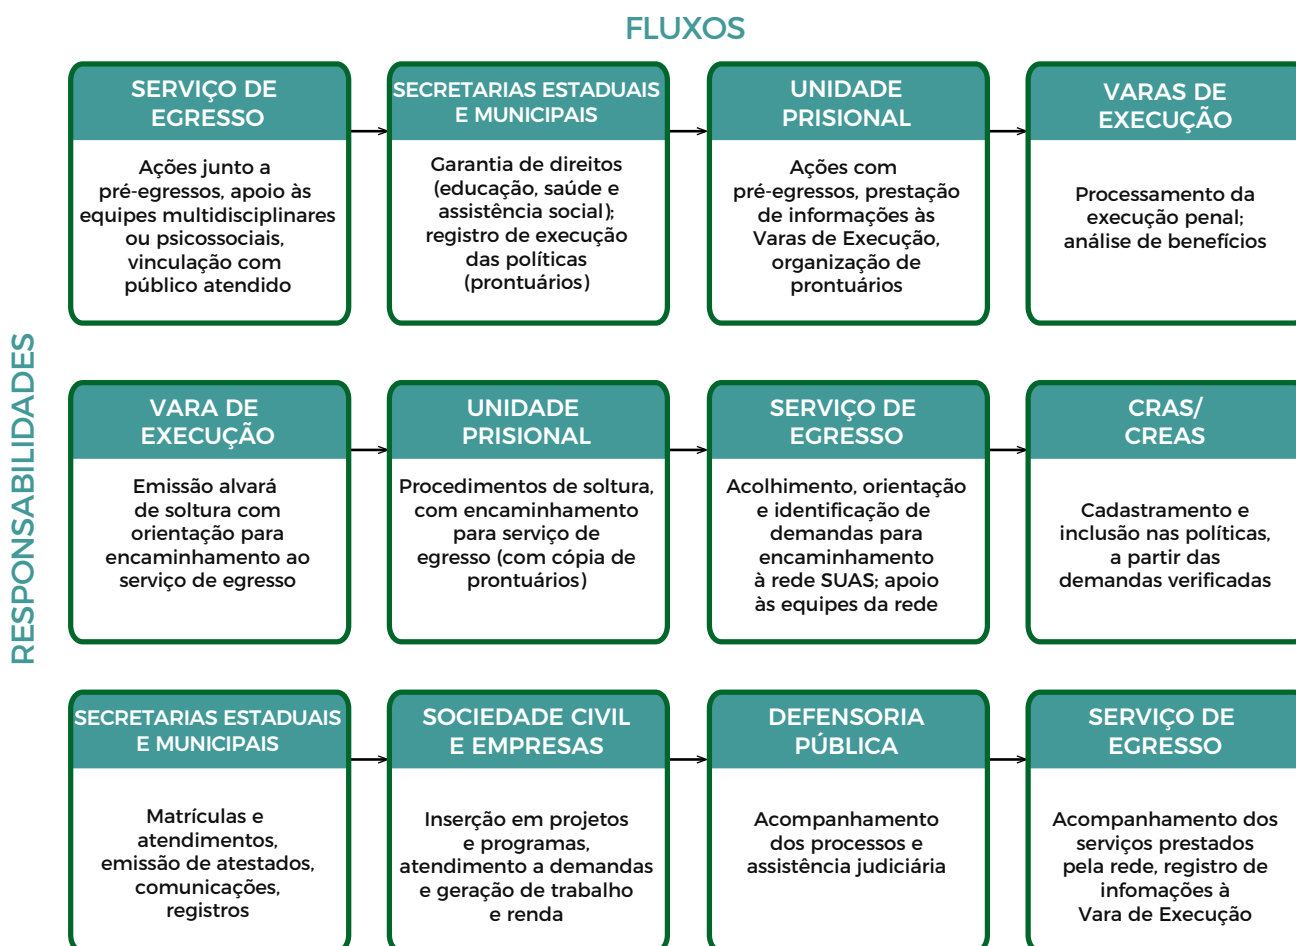 FLUXOS
RESPONSABILIDADES
SERVIÇO DE
EGRESSO
Ações junto a
pré-egressos, apoio às
equipes multidisciplinares
ou psicossociais,
vinculação com
público atendido
SECRETARIAS ESTADUAIS
E MUNICIPAIS
Garantia de direitos
(educação, saúde e
assistência social);
registro de execução
das políticas
(prontuários)
UNIDADE
PRISIONAL
Ações com
pré-egressos, prestação
de informações às
Varas de Execução,
organização de
prontuários
VARAS DE
EXECUÇÃO
Processamento da
execução penal;
análise de benefícios
VARA DE
EXECUÇÃO
Emissão alvará
de soltura com
orientação para
encaminhamento ao
serviço de egresso
UNIDADE
PRISIONAL
Procedimentos de soltura,
com encaminhamento
para serviço de
egresso (com cópia de
prontuários)
SERVIÇO DE
EGRESSO
Acolhimento, orientação
e identificação de
demandas para
encaminhamento
à rede SUAS; apoio
às equipes da rede
CRAS/
CREAS
Cadastramento e
inclusão nas políticas,
a partir das
demandas verificadas
SECRETARIAS ESTADUAIS
E MUNICIPAIS
Matrículas e
atendimentos,
emissão de atestados,
comunicações,
registros
SOCIEDADE CIVIL
E EMPRESAS
Inserção em projetos
e programas,
atendimento a demandas
e geração de trabalho
e renda
DEFENSORIA
PÚBLICA
Acompanhamento
dos processos e
assistência judiciária
SERVIÇO DE
EGRESSO
Acompanhamento dos
serviços prestados
pela rede, registro de
infomações à
Vara de Execução